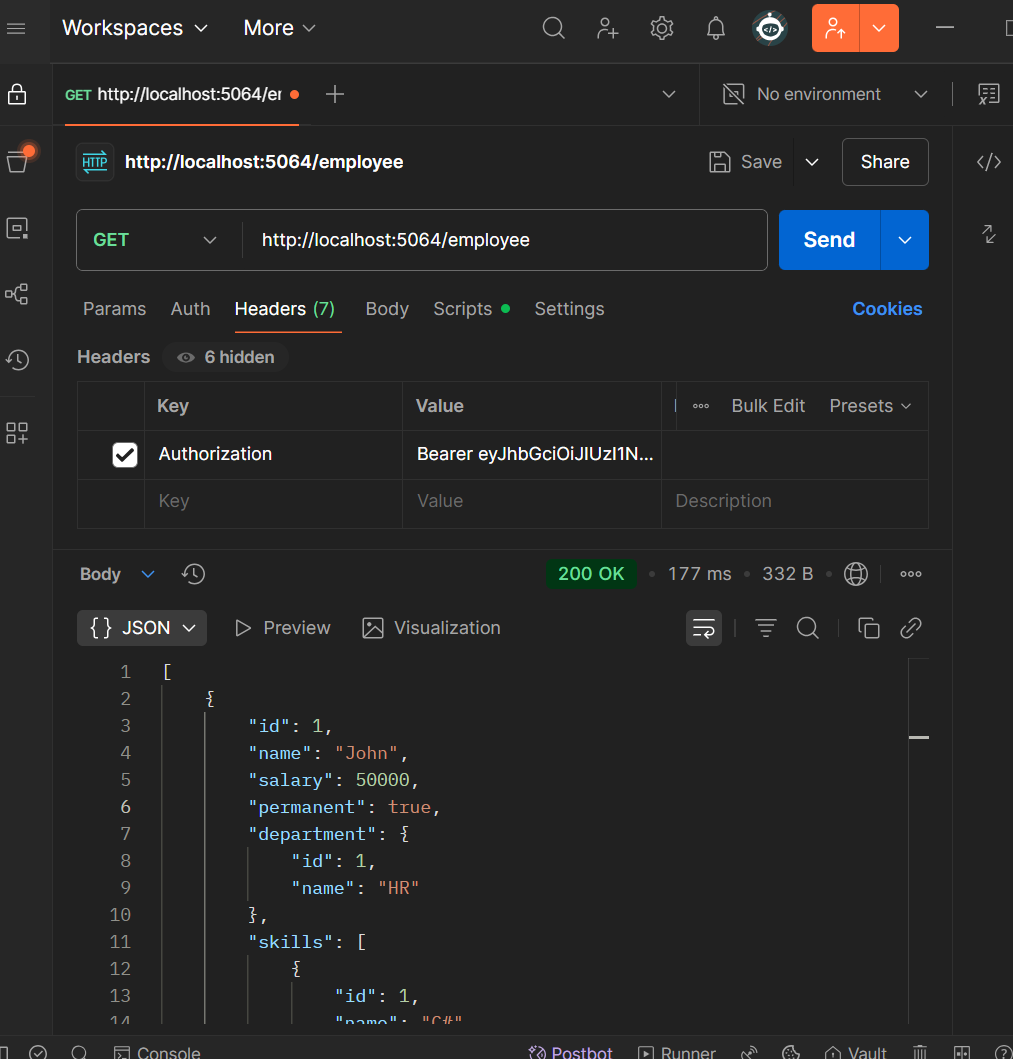 Workspaces More
GET http://localhost:5064/er No environment
HTTP http://localhost:5064/employee Save Share
GET http://localhost:5064/employee Send
Params Auth Headers (7) Body Scripts Settings Cookies
Headers 6 hidden
Key Value Bulk Edit Presets
Authorization Bearer eyJhbGciOiJIUzI1N...
Key Value Description
Body 200 OK 177 ms 332 B
{} JSON Preview Visualization
1 [
2 {
3 "id": 1,
4 "name": "John",
5 "salary": 50000,
6 "permanent": true,
7 "department": {
8 "id": 1,
9 "name": "HR"
10 },
11 "skills": [
12 {
13 "id": 1,
14 "name": "C#"
Console Postbot Runner Vault